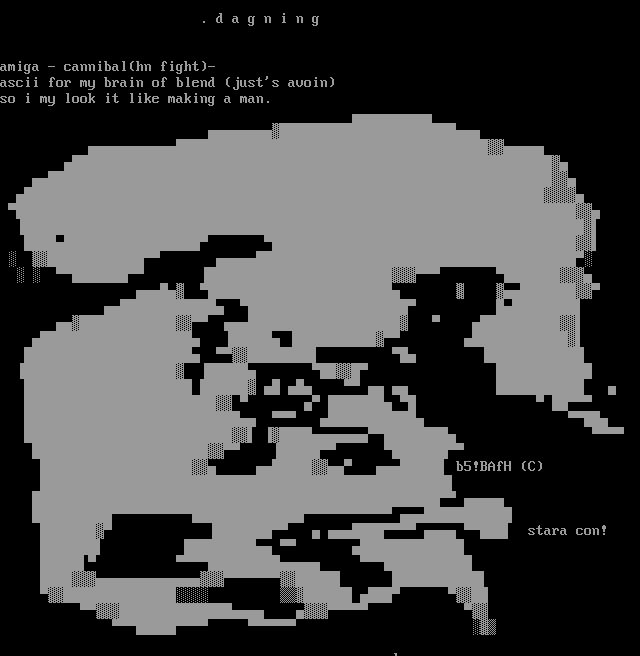 . d a g n i n g
amiga - cannibal(hn fight)-
ascii for my brain of blend (just's avoin)
so i my look it like making a man.
b5!BAfH (C)
stara con!